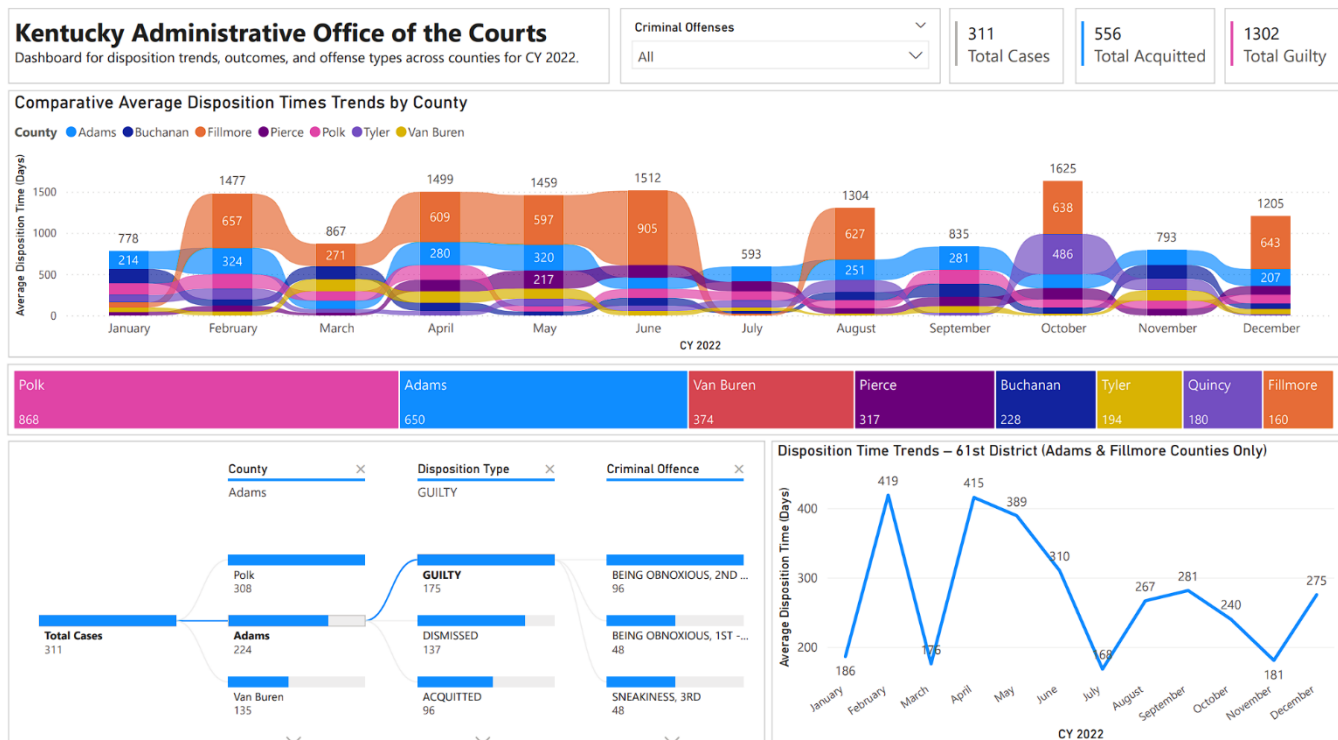 Kentucky Administrative Office of the Courts
Dashboard for disposition trends, outcomes, and offense types across counties for CY 2022.
Criminal Offenses
All
311
Total Cases
556
Total Acquitted
1302
Total Guilty
Comparative Average Disposition Times Trends by County
County Adams Buchanan Fillmore Pierce Polk Tyler Van Buren
Average Disposition Time (Days)
1500
1000
500
0
778
214
1477
657
324
867
271
1499
609
280
1459
597
320
217
1512
905
593
1304
627
251
835
281
1625
638
486
793
1205
643
207
January February March April May June July August September October November December
CY 2022
Polk
868
Adams
650
Van Buren
374
Pierce
317
Buchanan
228
Tyler
194
Quincy
180
Fillmore
160
County
Adams
Disposition Type
GUILTY
Criminal Offence
Total Cases
311
Polk
308
Adams
224
Van Buren
135
GUILTY
175
DISMISSED
137
ACQUITTED
96
BEING OBNOXIOUS, 2ND ...
96
BEING OBNOXIOUS, 1ST -...
48
SNEAKINESS, 3RD
48
Disposition Time Trends – 61st District (Adams & Fillmore Counties Only)
Average Disposition Time (Days)
400
300
200
186
419
176
415
389
310
168
267
281
240
181
275
January February March April May June July August September October November December
CY 2022